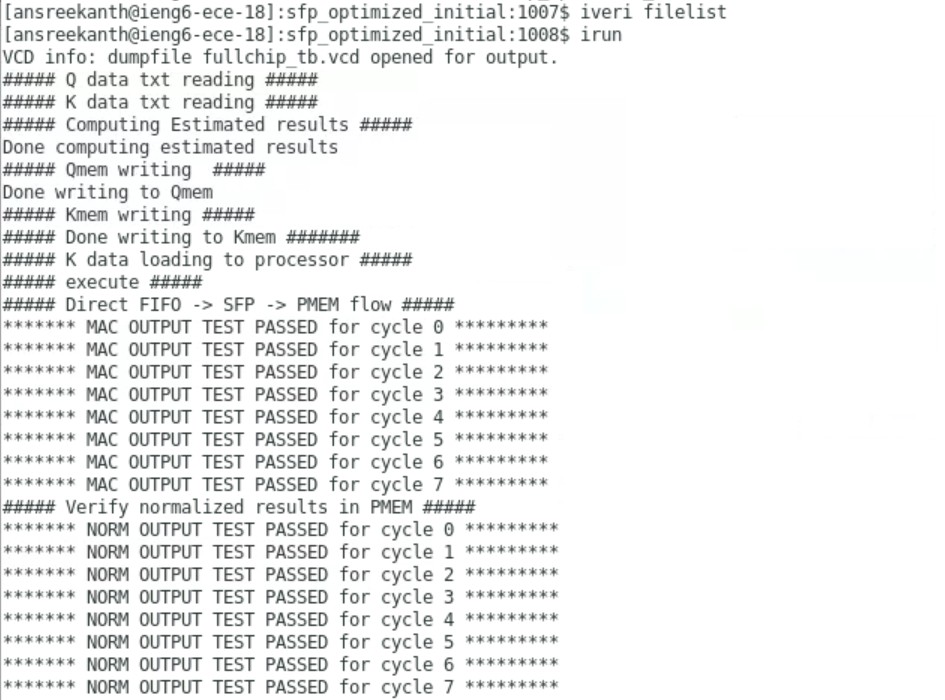 [ansreekanth@ieng6-ece-18]:sfp_optimized_initial:1007$ iveri filelist
[ansreekanth@ieng6-ece-18]:sfp_optimized_initial:1008$ irun
VCD info: dumpfile fullchip_tb.vcd opened for output.
##### Q data txt reading #####
##### K data txt reading #####
##### Computing Estimated results #####
Done computing estimated results
##### Qmem writing  #####
Done writing to Qmem
##### Kmem writing #####
##### Done writing to Kmem #######
##### K data loading to processor #####
##### execute #####
##### Direct FIFO -> SFP -> PMEM flow #####
******* MAC OUTPUT TEST PASSED for cycle 0 *********
******* MAC OUTPUT TEST PASSED for cycle 1 *********
******* MAC OUTPUT TEST PASSED for cycle 2 *********
******* MAC OUTPUT TEST PASSED for cycle 3 *********
******* MAC OUTPUT TEST PASSED for cycle 4 *********
******* MAC OUTPUT TEST PASSED for cycle 5 *********
******* MAC OUTPUT TEST PASSED for cycle 6 *********
******* MAC OUTPUT TEST PASSED for cycle 7 *********
##### Verify normalized results in PMEM #####
******* NORM OUTPUT TEST PASSED for cycle 0 *********
******* NORM OUTPUT TEST PASSED for cycle 1 *********
******* NORM OUTPUT TEST PASSED for cycle 2 *********
******* NORM OUTPUT TEST PASSED for cycle 3 *********
******* NORM OUTPUT TEST PASSED for cycle 4 *********
******* NORM OUTPUT TEST PASSED for cycle 5 *********
******* NORM OUTPUT TEST PASSED for cycle 6 *********
******* NORM OUTPUT TEST PASSED for cycle 7 *********